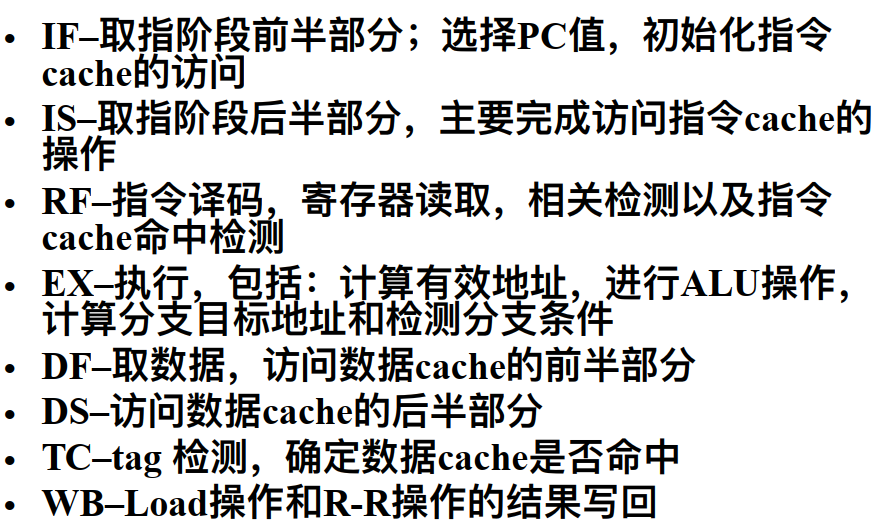 • IF–取指阶段前半部分；选择PC值，初始化指令
cache的访问
• IS–取指阶段后半部分，主要完成访问指令cache的
操作
• RF–指令译码，寄存器读取，相关检测以及指令
cache命中检测
• EX–执行，包括：计算有效地址，进行ALU操作，
计算分支目标地址和检测分支条件
• DF–取数据，访问数据cache的前半部分
• DS–访问数据cache的后半部分
• TC–tag 检测，确定数据cache是否命中
• WB–Load操作和R-R操作的结果写回